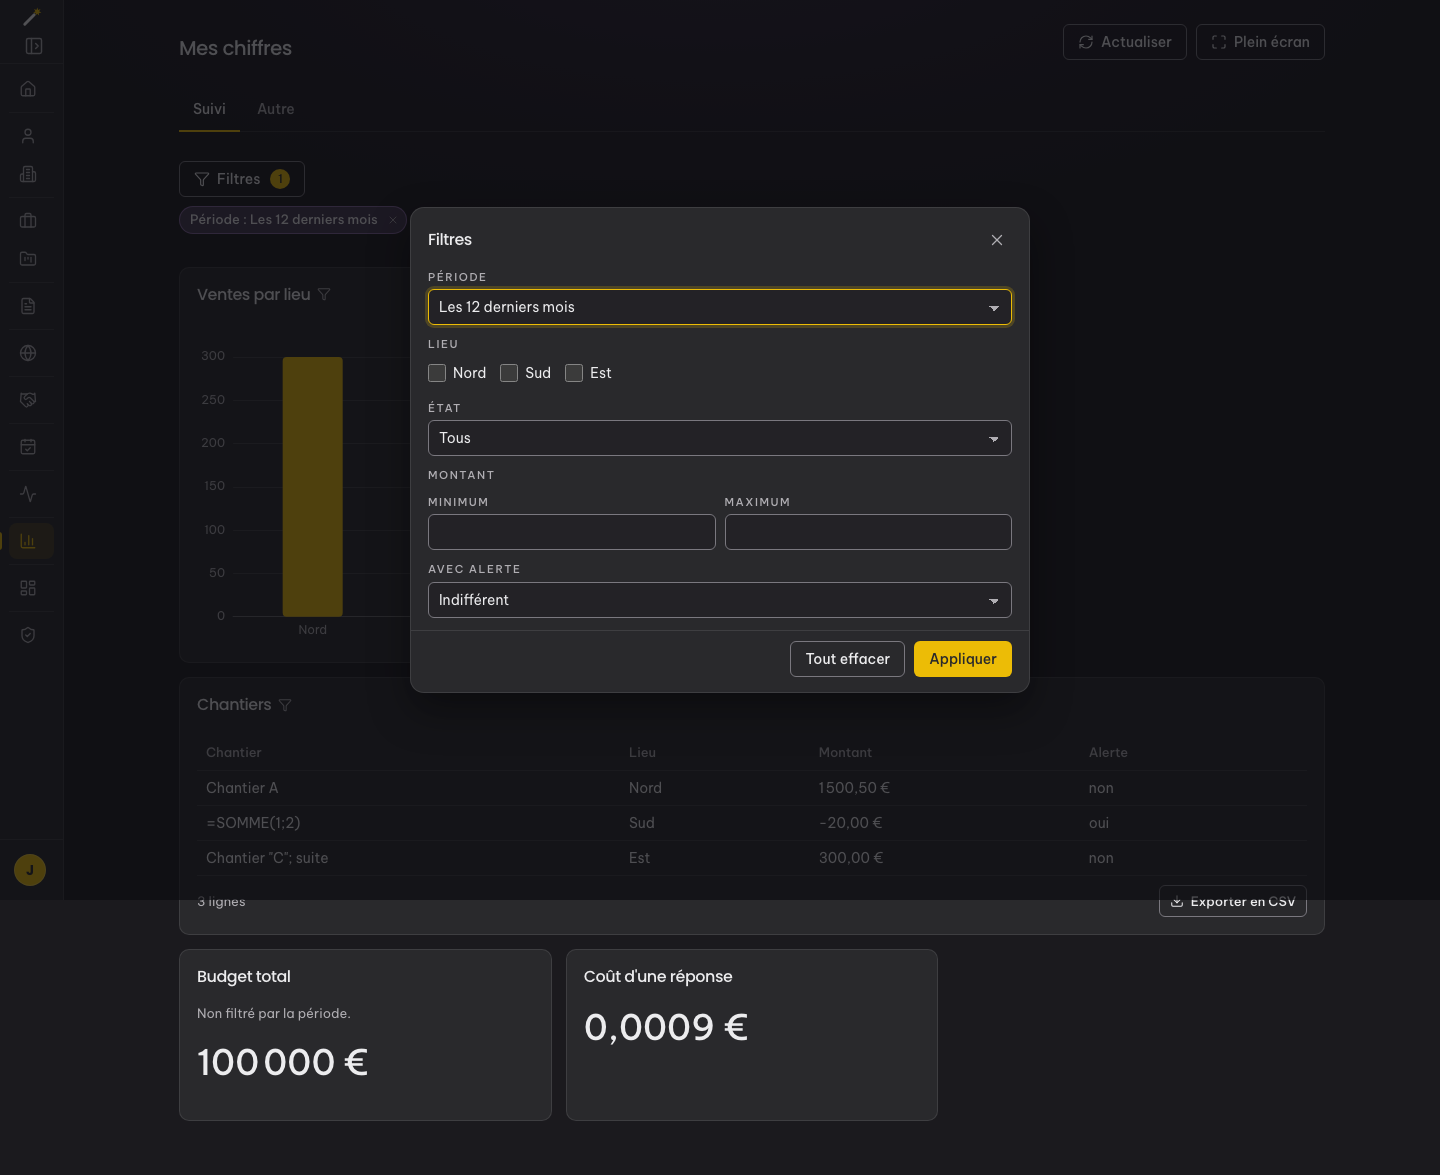 Mes chiffres
Actualiser
Plein écran
Suivi
Autre
Filtres
1
Période : Les 12 derniers mois
Filtres
PÉRIODE
Les 12 derniers mois
LIEU
Nord Sud Est
ÉTAT
Tous
MONTANT
MINIMUM MAXIMUM
AVEC ALERTE
Indifférent
Tout effacer
Appliquer
Ventes par lieu
300
250
200
150
100
50
0
Nord
Chantiers
Chantier Lieu Montant Alerte
Chantier A Nord 1 500,50 € non
=SOMME(1;2) Sud -20,00 € oui
Chantier "C"; suite Est 300,00 € non
3 lignes
Exporter en CSV
J
Budget total
Non filtré par la période.
100 000 €
Coût d'une réponse
0,0009 €